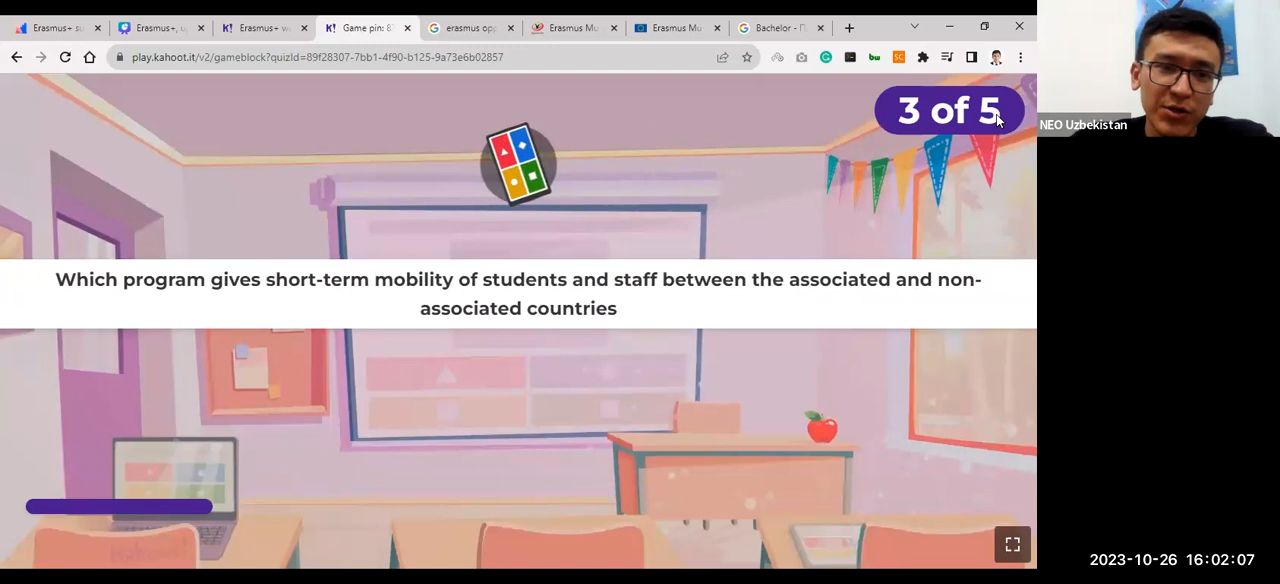 Erasmus+ su
Erasmus+, u
Erasmus+ w
Game pin: 8
erasmus opp
Erasmus Mu
Erasmus Mu
Bachelor - П
play.kahoot.it/v2/gameblock?quizId=89f28307-7bb1-4f90-b125-9a73e6b02857
3 of 5
NEO Uzbekistan
Which program gives short-term mobility of students and staff between the associated and non-
associated countries
2023-10-26 16:02:07